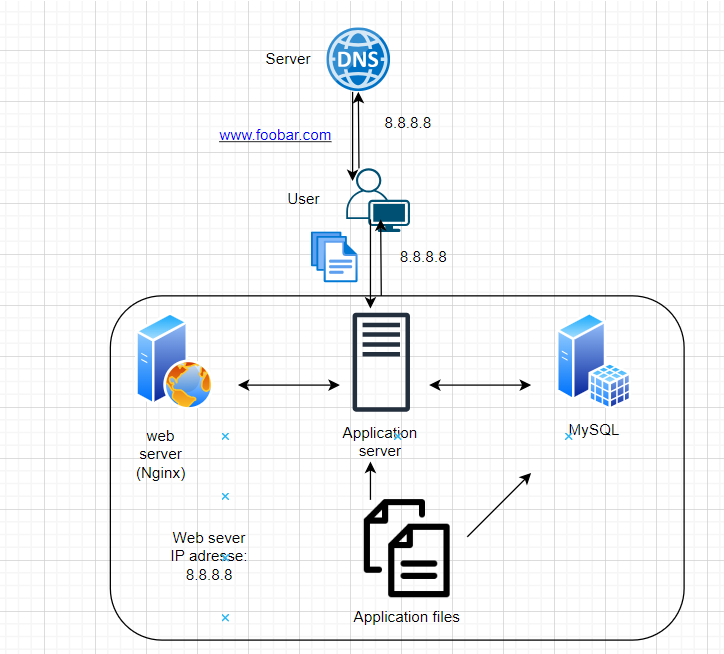 Server
DNS
8.8.8.8
www.foobar.com
User
8.8.8.8
web
server
(Nginx)
Application
server
MySQL
Web sever
IP adresse:
8.8.8.8
Application files